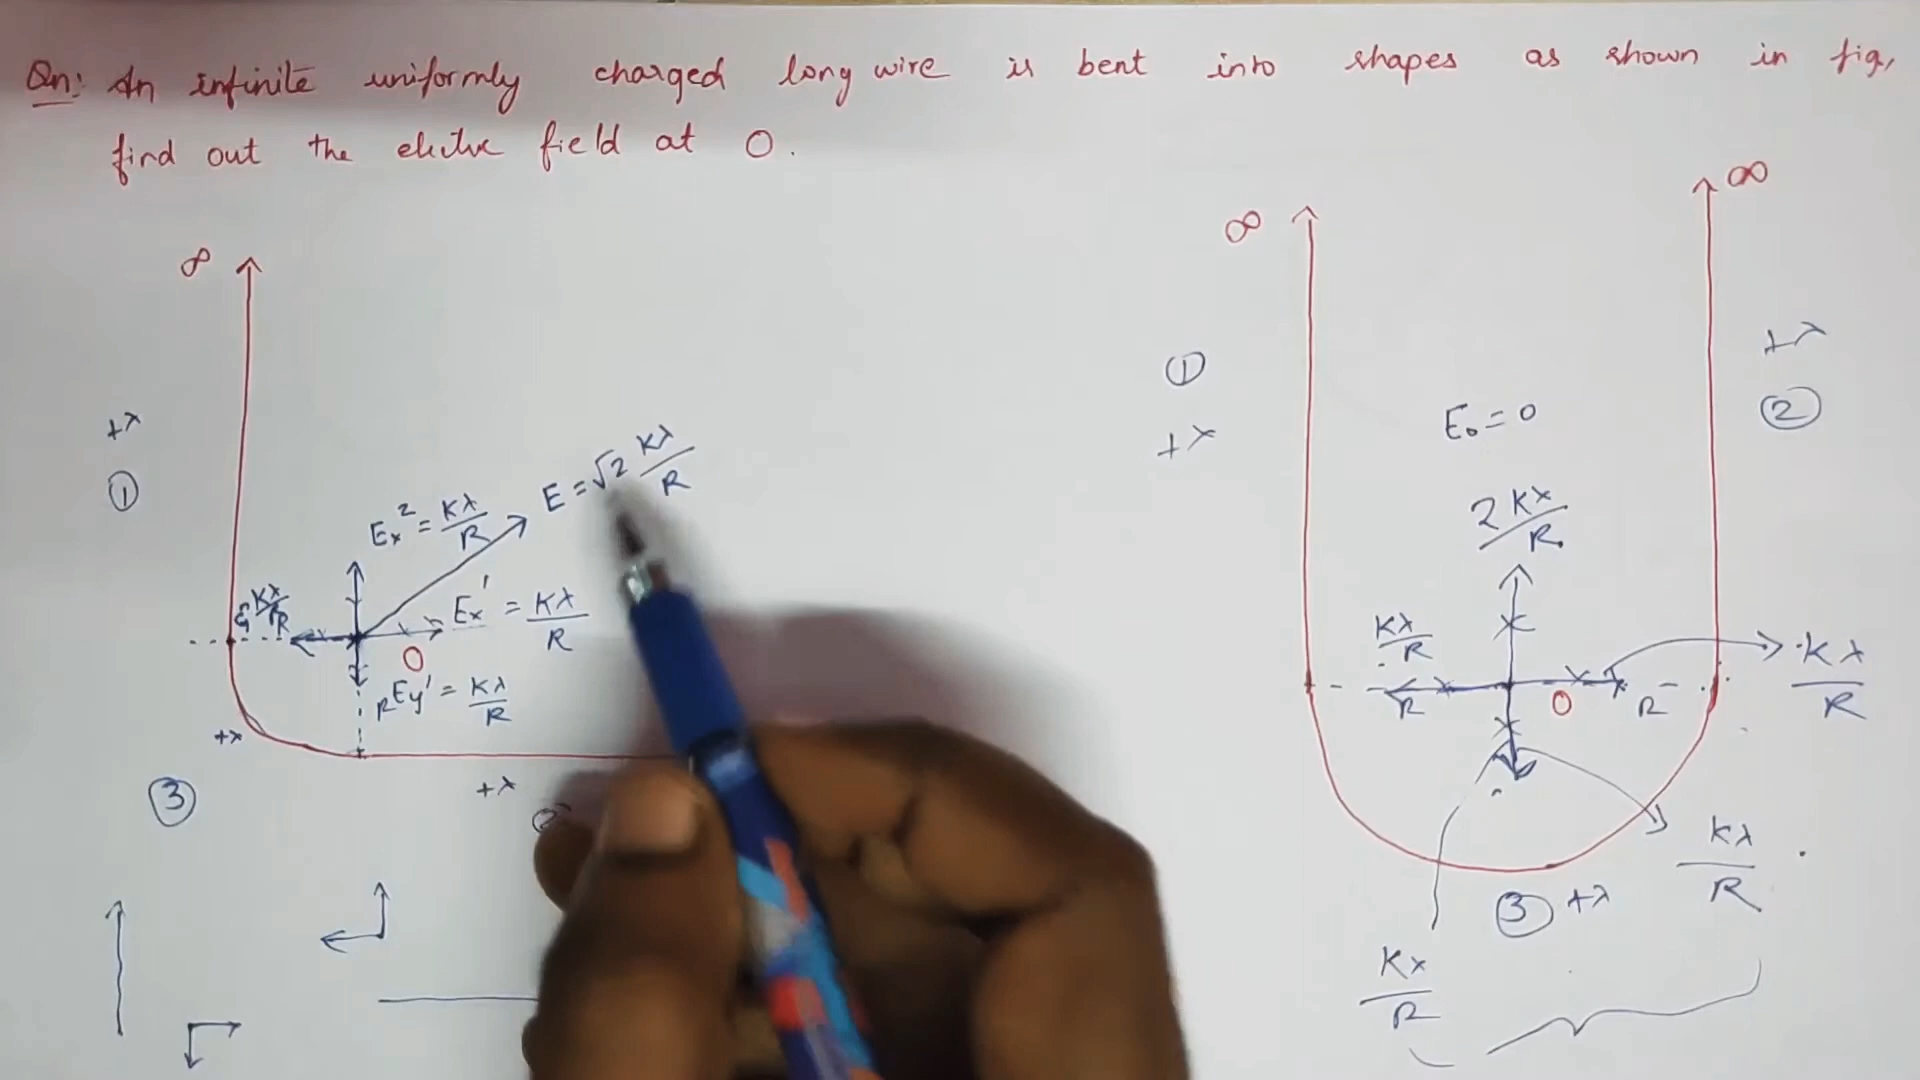 Qn: An infinite uniformly charged long wire is bent into shapes as shown in fig,
find out the electric field at O.
∞
+λ
①
Ex² = Kλ/R
E = √2 Kλ/R
Kλ/R
Ex' = Kλ/R
O
R Ey' = Kλ/R
+λ
+λ
③
∞
∞
①
+λ
+λ
②
E₀ = 0
2Kλ/R
Kλ/R
R
O
R
Kλ/R
Kλ/R
③ +λ
Kλ/R